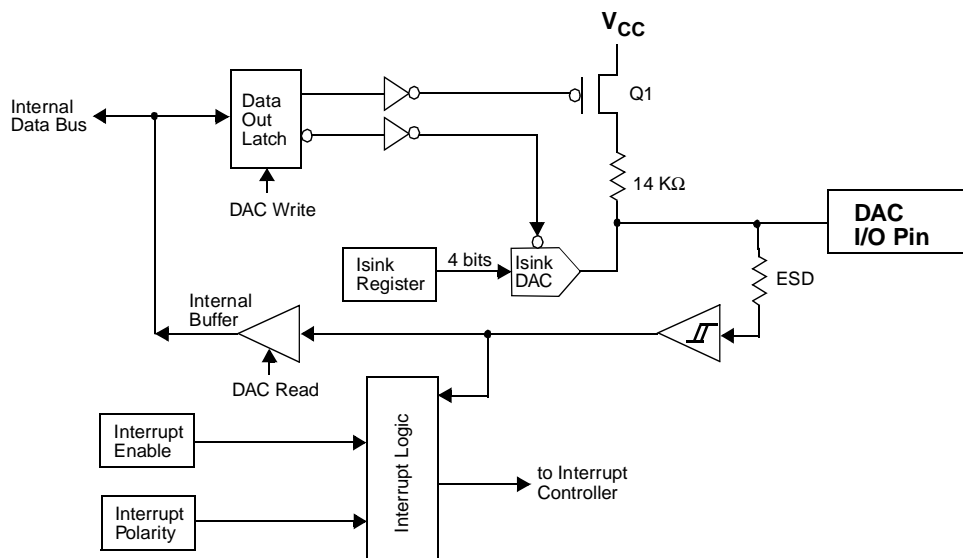 VCC
Internal
Data Bus
Data
Out
Latch
Q1
14 KΩ
DAC Write
DAC
I/O Pin
Isink
Register
4 bits
Isink
DAC
ESD
Internal
Buffer
DAC Read
Interrupt
Enable
Interrupt Logic
to Interrupt
Controller
Interrupt
Polarity